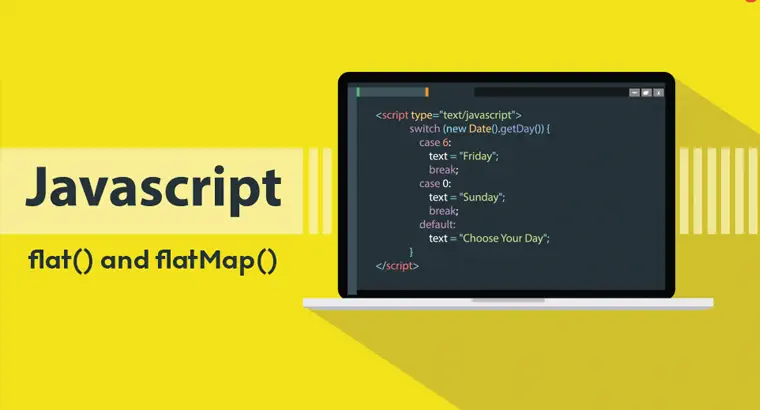 Javascript
flat() and flatMap()
<script type="text/javascript">
switch (new Date().getDay()) {
case 6:
text = "Friday";
break;
case 0:
text = "Sunday";
break;
default:
text = "Choose Your Day";
}
</script>